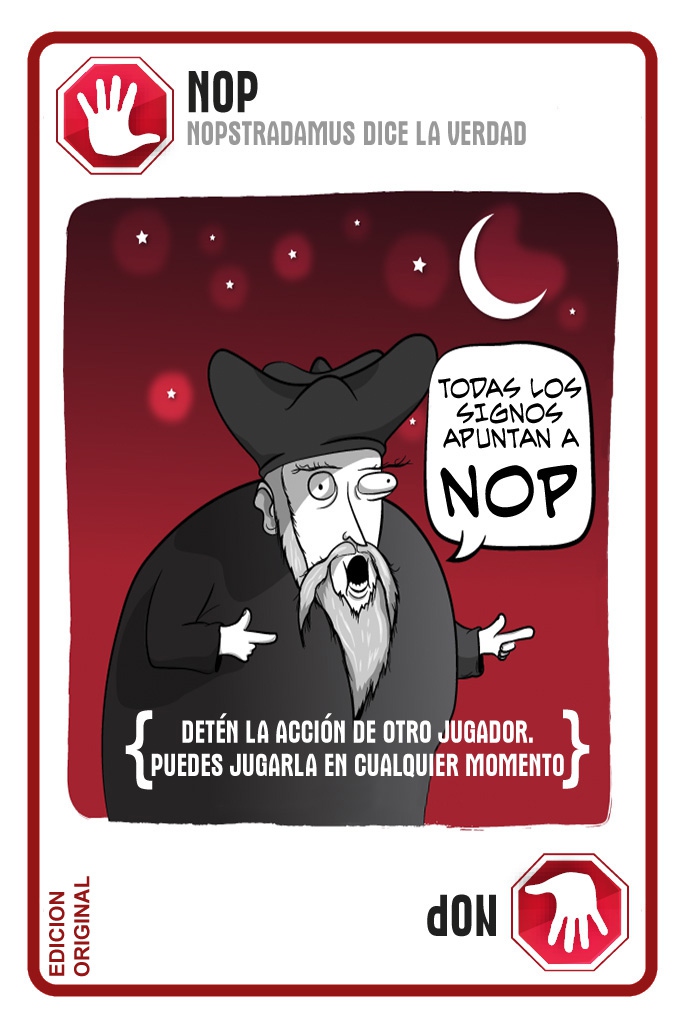 NOP
NOPSTRADAMUS DICE LA VERDAD
TODAS LOS
SIGNOS
APUNTAN A
NOP
DETÉN LA ACCIÓN DE OTRO JUGADOR.
PUEDES JUGARLA EN CUALQUIER MOMENTO
EDICION
ORIGINAL
NOP